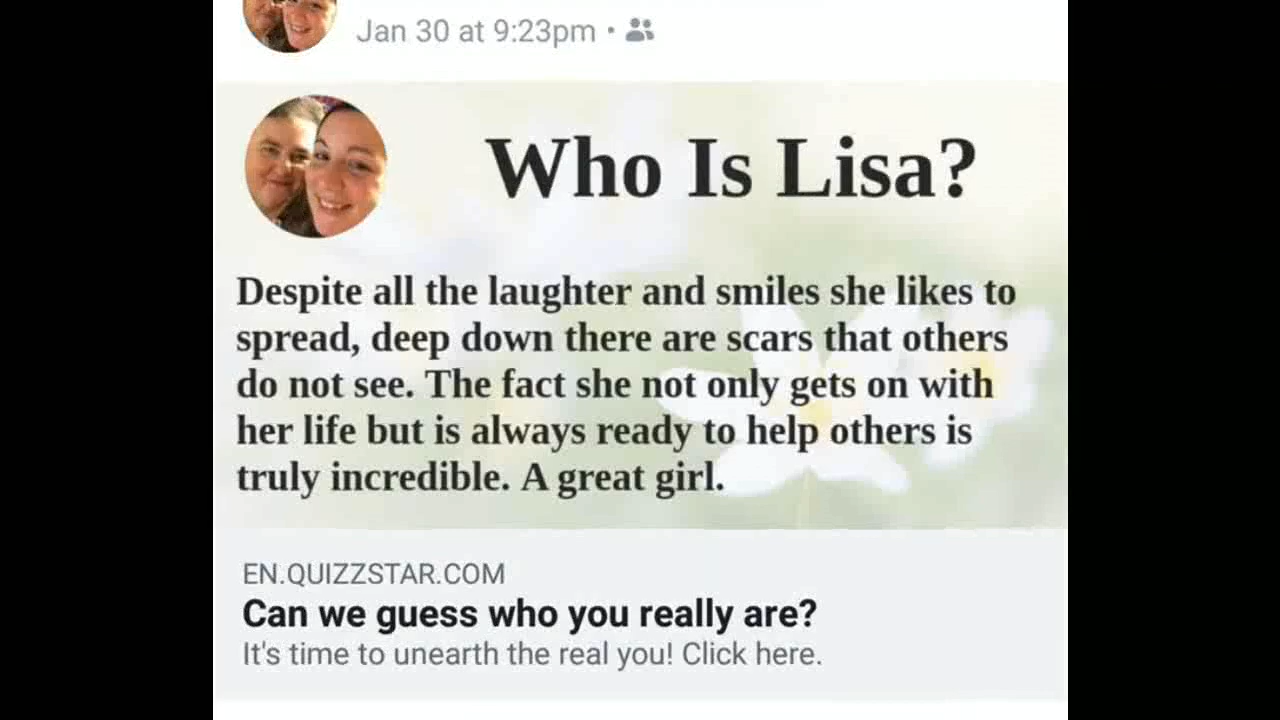 Jan 30 at 9:23pm •
Who Is Lisa?
Despite all the laughter and smiles she likes to
spread, deep down there are scars that others
do not see. The fact she not only gets on with
her life but is always ready to help others is
truly incredible. A great girl.
EN.QUIZZSTAR.COM
Can we guess who you really are?
It's time to unearth the real you! Click here.